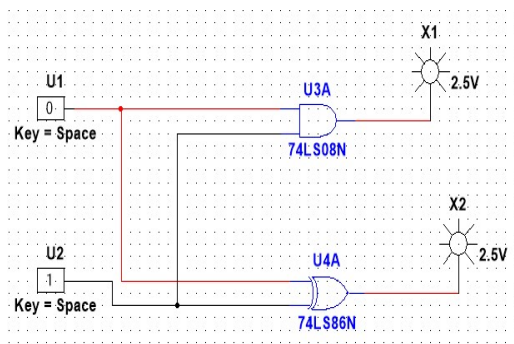 X1
U1
U3A
2.5V
0
Key = Space
74LS08N
X2
U2
U4A
2.5V
1
Key = Space
74LS86N